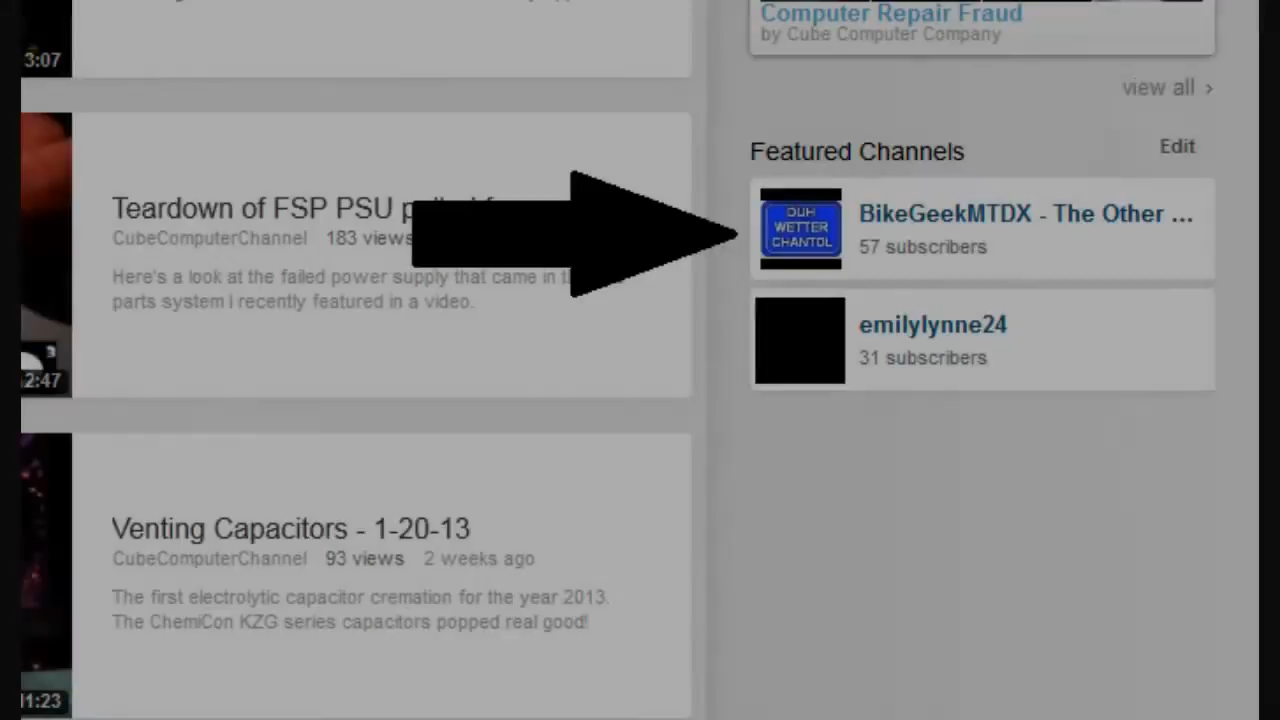 3:07
Teardown of FSP PSU
CubeComputerChannel 183 views
Here's a look at the failed power supply that came in
parts system i recently featured in a video.
2:47
Venting Capacitors - 1-20-13
CubeComputerChannel 93 views 2 weeks ago
The first electrolytic capacitor cremation for the year 2013.
The ChemiCon KZG series capacitors popped real good!
11:23
Computer Repair Fraud
by Cube Computer Company
view all ›
Featured Channels
Edit
DUH
WETTER
CHANTOL
BikeGeekMTDX - The Other ...
57 subscribers
emilylynne24
31 subscribers